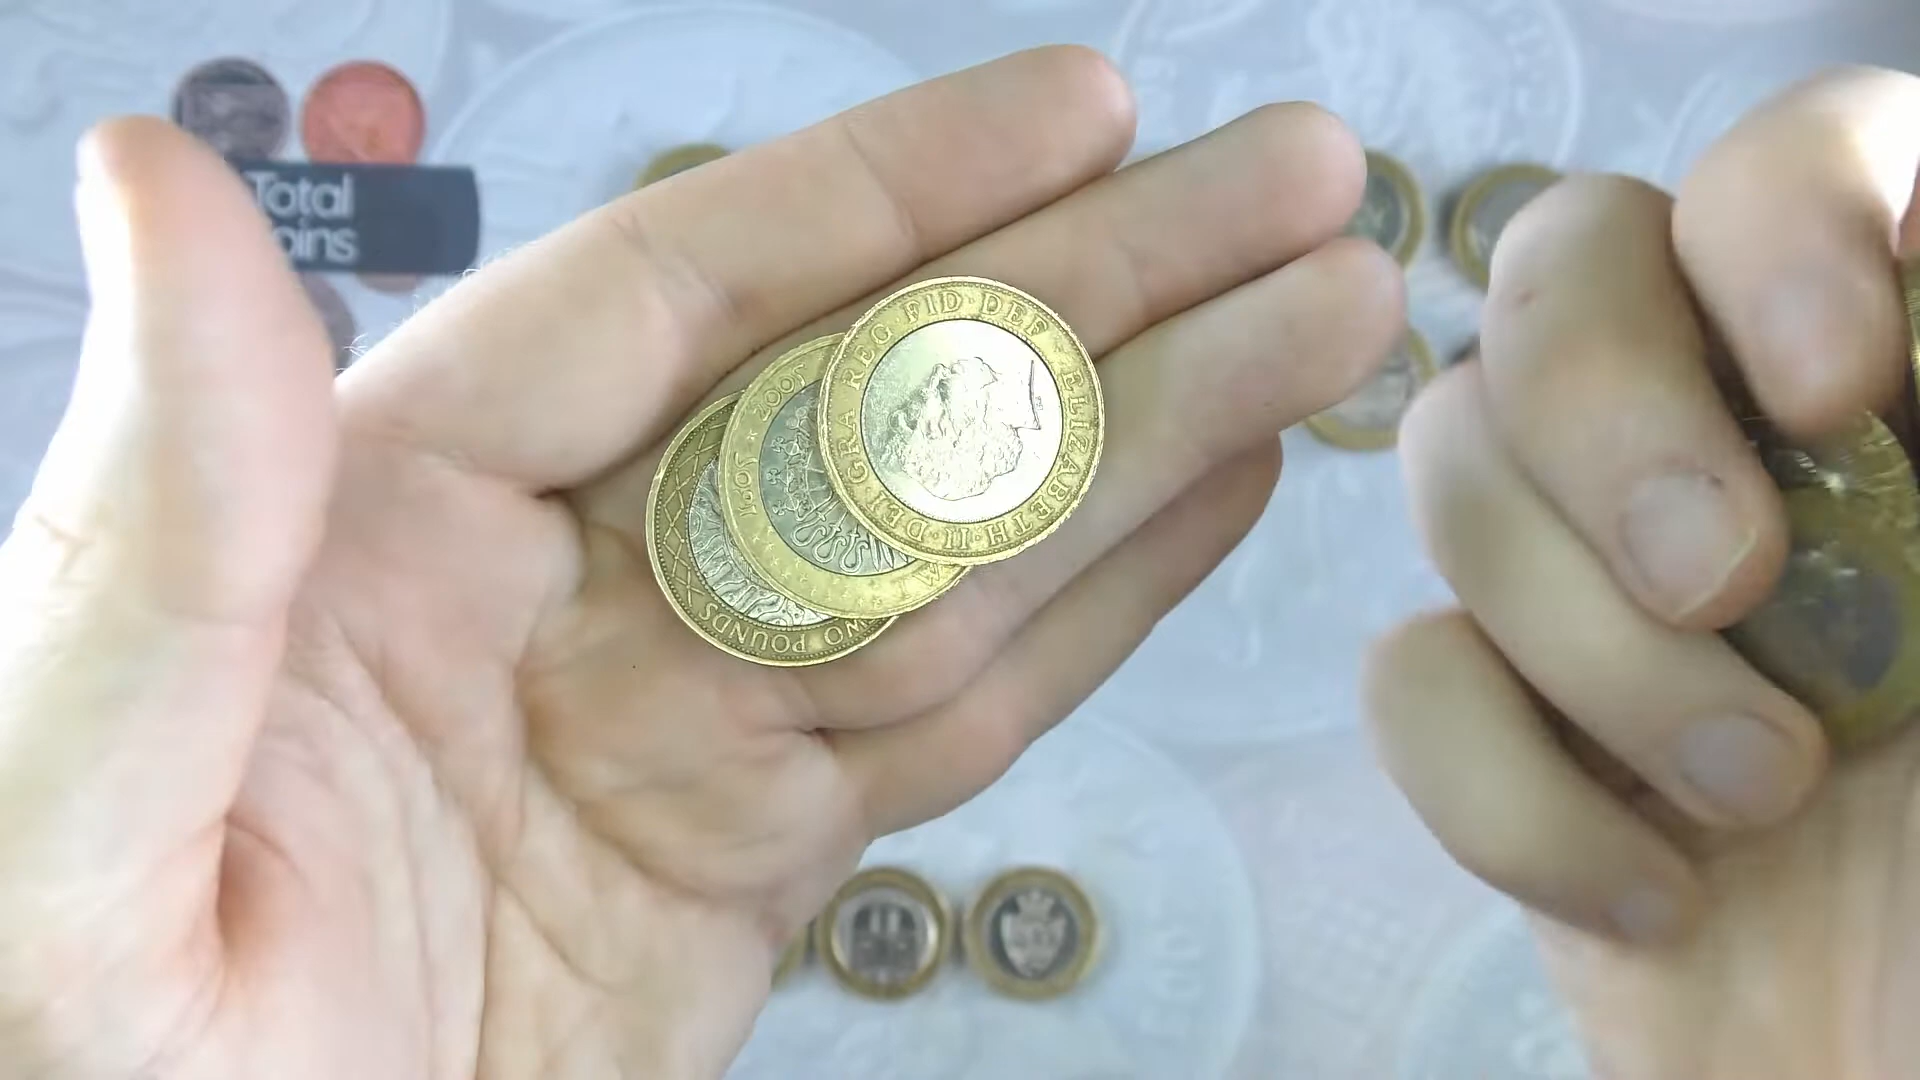 Total
oins
ELIZABETH·II·DEI·GRA·REG·FID·DEF
1605
2005
TWO POUNDS